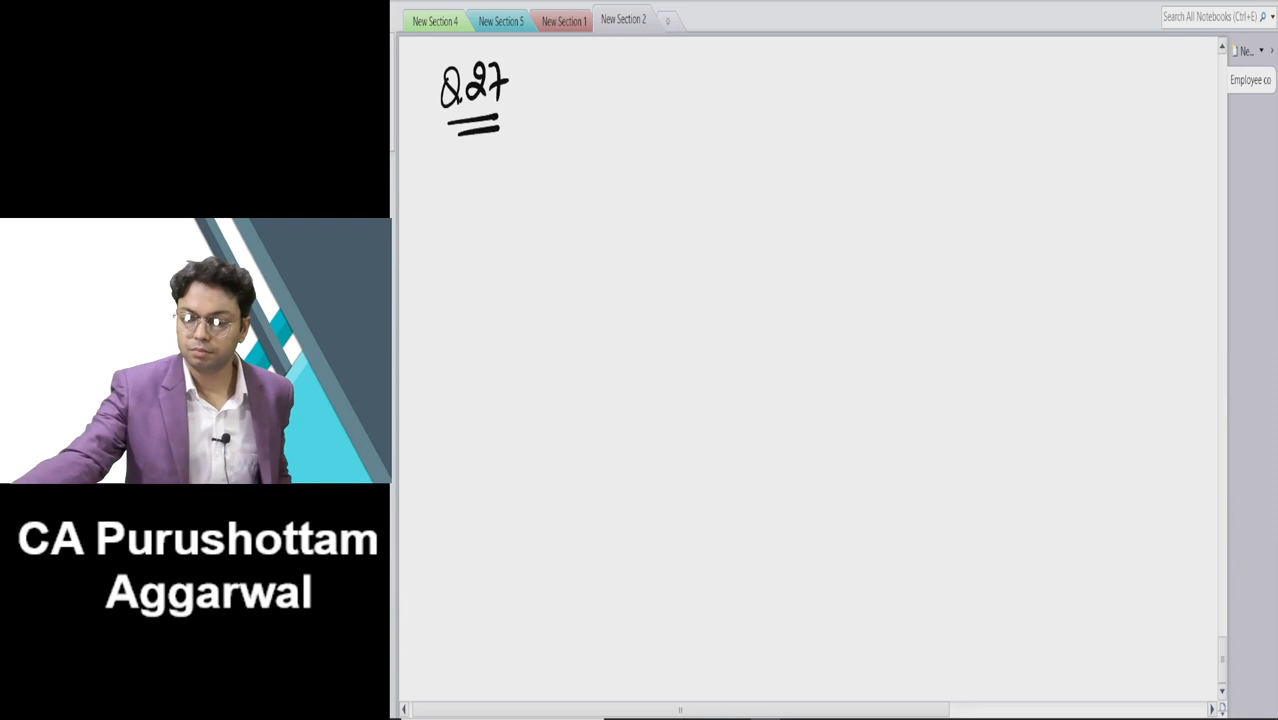 New Section 4
New Section 5
New Section 1
New Section 2
Search All Notebooks (Ctrl+E)
Ne...
Employee co
Q.27
CA Purushottam
Aggarwal